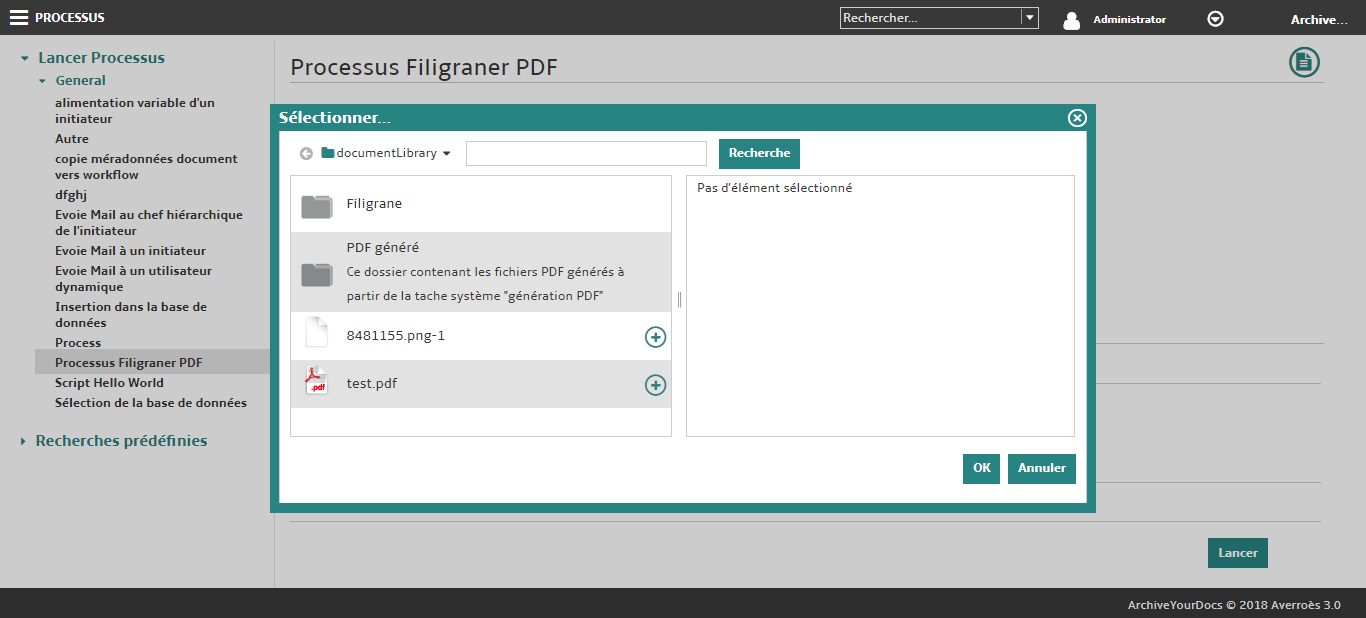 PROCESSUS
Rechercher...
Administrator
Archive...
Lancer Processus
General
alimentation variable d'un
initiateur
Autre
copie méradonnées document
vers workflow
dfghj
Evoie Mail au chef hiérarchique
de l'initiateur
Evoie Mail à un initiateur
Evoie Mail à un utilisateur
dynamique
Insertion dans la base de
données
Process
Processus Filigraner PDF
Script Hello World
Sélection de la base de données
Recherches prédéfinies
Processus Filigraner PDF
Sélectionner...
documentLibrary
Recherche
Filigrane
PDF généré
Ce dossier contenant les fichiers PDF générés à
partir de la tache système "génération PDF"
8481155.png-1
.pdf
test.pdf
Pas d'élément sélectionné
OK
Annuler
Lancer
ArchiveYourDocs © 2018 Averroès 3.0